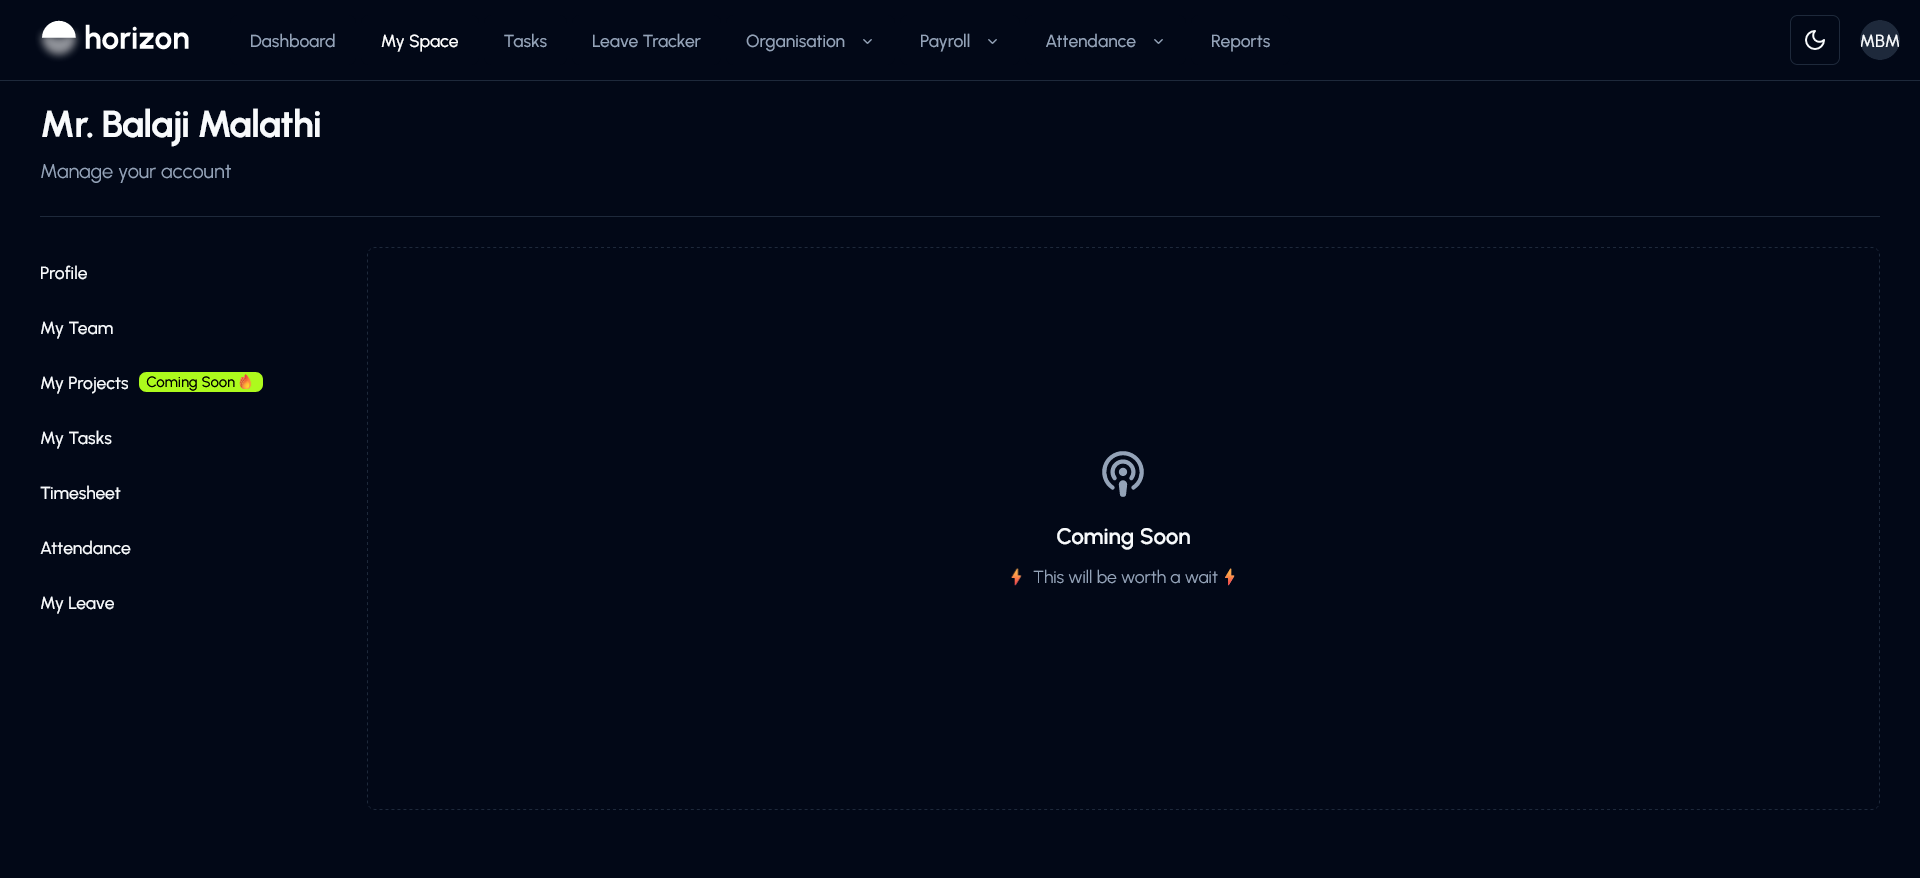 horizon
Dashboard
My Space
Tasks
Leave Tracker
Organisation
Payroll
Attendance
Reports
MBM
Mr. Balaji Malathi
Manage your account
Profile
My Team
My Projects
Coming Soon🔥
My Tasks
Timesheet
Attendance
My Leave
Coming Soon
⚡ This will be worth a wait ⚡